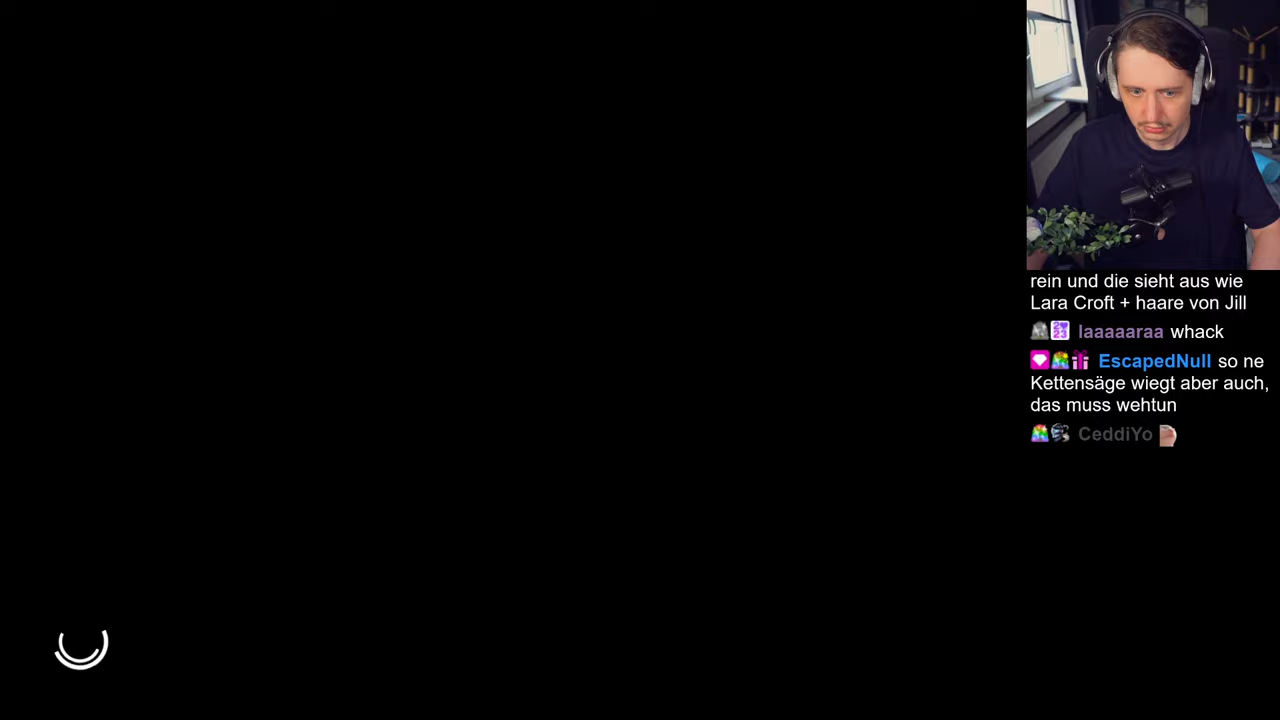 rein und die sieht aus wie
Lara Croft + haare von Jill
laaaaaraa whack
EscapedNull so ne
Kettensäge wiegt aber auch,
das muss wehtun
CeddiYo